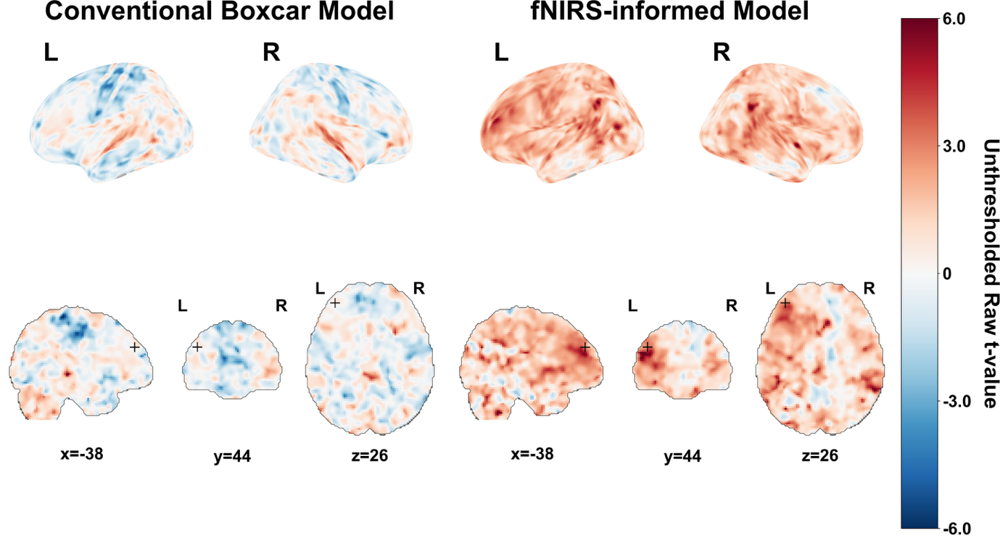 Conventional Boxcar Model
fNIRS-informed Model
L
R
L
R
L
R
L
R
L
R
L
R
x=-38
y=44
z=26
x=-38
y=44
z=26
6.0
3.0
0
-3.0
-6.0
Unthresholded Raw t-value